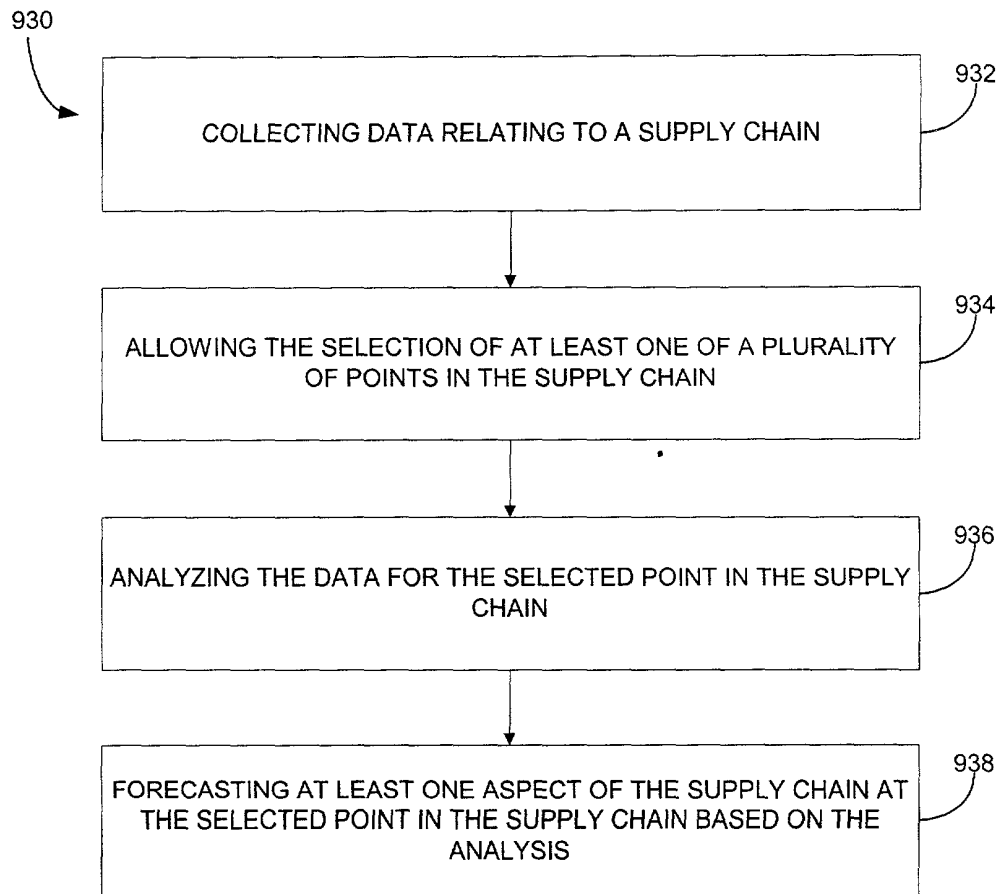 930
932
COLLECTING DATA RELATING TO A SUPPLY CHAIN
934
ALLOWING THE SELECTION OF AT LEAST ONE OF A PLURALITY
OF POINTS IN THE SUPPLY CHAIN
936
ANALYZING THE DATA FOR THE SELECTED POINT IN THE SUPPLY
CHAIN
938
FORECASTING AT LEAST ONE ASPECT OF THE SUPPLY CHAIN AT
THE SELECTED POINT IN THE SUPPLY CHAIN BASED ON THE
ANALYSIS